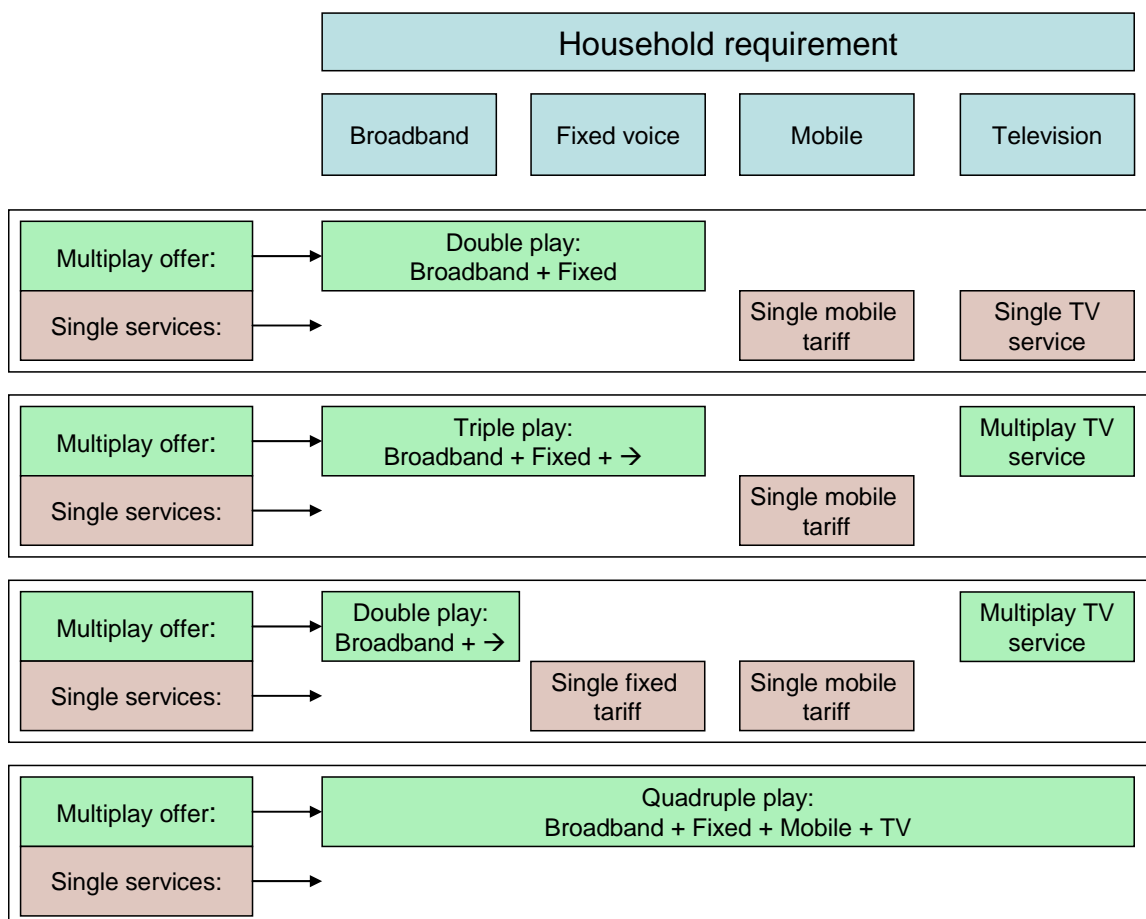 Household requirement
Broadband
Fixed voice
Mobile
Television
Multiplay offer:
Double play:
Broadband + Fixed
Single services:
Single mobile
tariff
Single TV
service
Multiplay offer:
Triple play:
Broadband + Fixed + →
Multiplay TV
service
Single services:
Single mobile
tariff
Multiplay offer:
Double play:
Broadband + →
Multiplay TV
service
Single services:
Single fixed
tariff
Single mobile
tariff
Multiplay offer:
Quadruple play:
Broadband + Fixed + Mobile + TV
Single services: